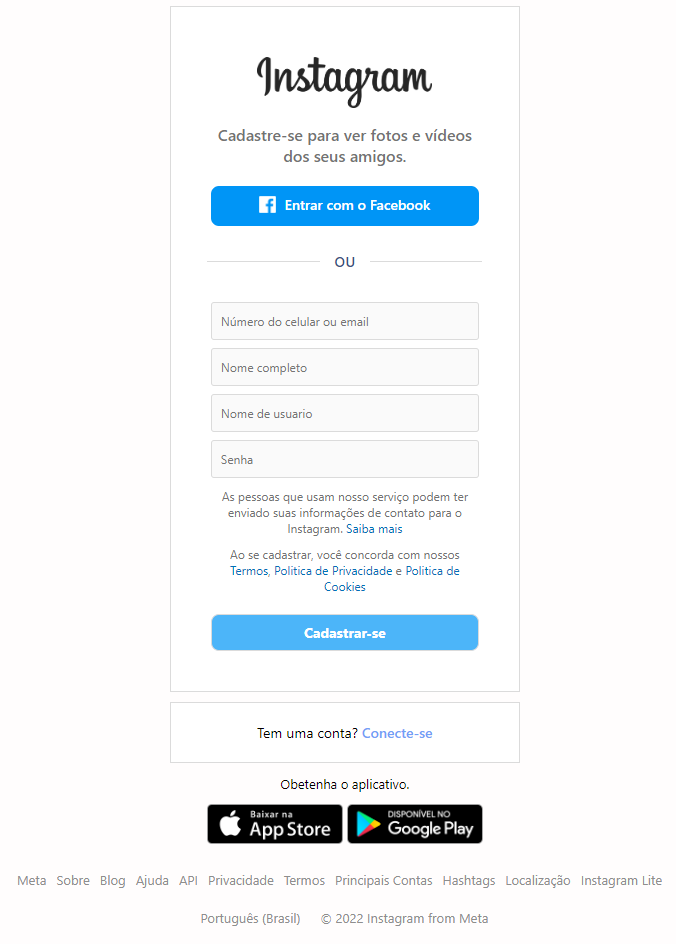 Instagram
Cadastre-se para ver fotos e vídeos
dos seus amigos.
Entrar com o Facebook
OU
Número do celular ou email
Nome completo
Nome de usuario
Senha
As pessoas que usam nosso serviço podem ter
enviado suas informações de contato para o
Instagram. Saiba mais
Ao se cadastrar, você concorda com nossos
Termos, Politica de Privacidade e Politica de
Cookies
Cadastrar-se
Tem uma conta? Conecte-se
Obetenha o aplicativo.
Baixar na
App Store
DISPONÍVEL NO
Google Play
Meta Sobre Blog Ajuda API Privacidade Termos Principais Contas Hashtags Localização Instagram Lite
Português (Brasil) © 2022 Instagram from Meta